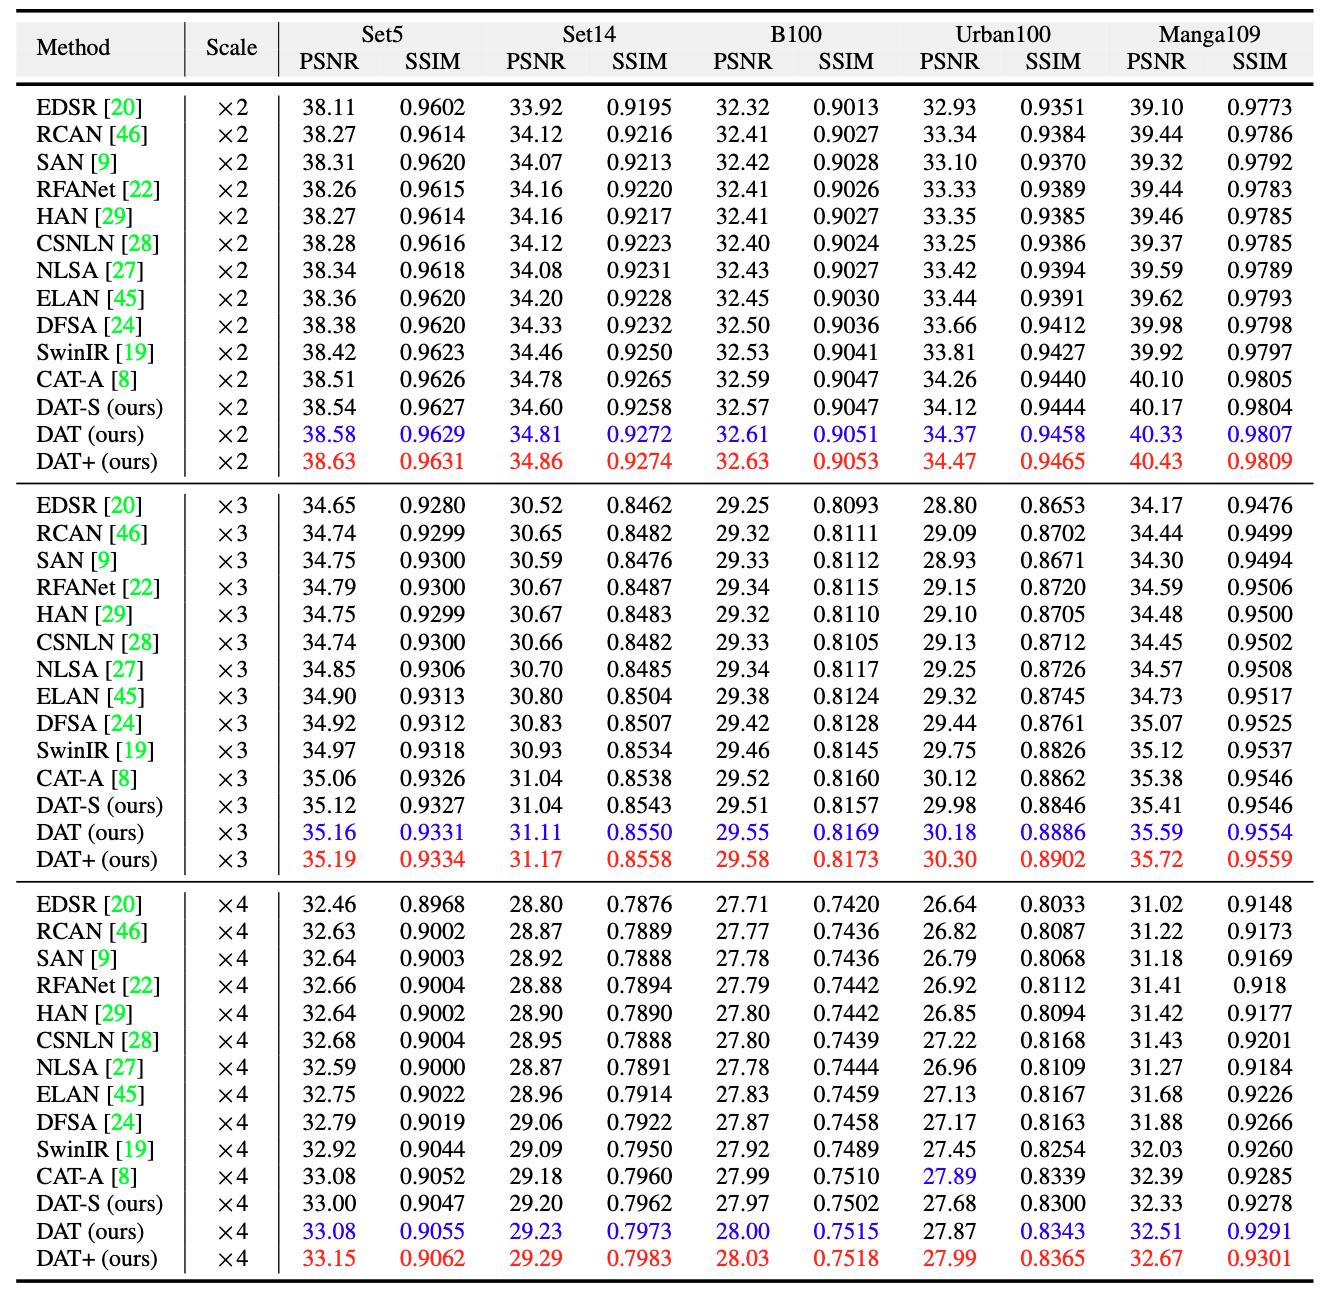 Method Scale Set5 Set14 B100 Urban100 Manga109
PSNR SSIM PSNR SSIM PSNR SSIM PSNR SSIM PSNR SSIM
EDSR [20] ×2 38.11 0.9602 33.92 0.9195 32.32 0.9013 32.93 0.9351 39.10 0.9773
RCAN [46] ×2 38.27 0.9614 34.12 0.9216 32.41 0.9027 33.34 0.9384 39.44 0.9786
SAN [9] ×2 38.31 0.9620 34.07 0.9213 32.42 0.9028 33.10 0.9370 39.32 0.9792
RFANet [22] ×2 38.26 0.9615 34.16 0.9220 32.41 0.9026 33.33 0.9389 39.44 0.9783
HAN [29] ×2 38.27 0.9614 34.16 0.9217 32.41 0.9027 33.35 0.9385 39.46 0.9785
CSNLN [28] ×2 38.28 0.9616 34.12 0.9223 32.40 0.9024 33.25 0.9386 39.37 0.9785
NLSA [27] ×2 38.34 0.9618 34.08 0.9231 32.43 0.9027 33.42 0.9394 39.59 0.9789
ELAN [45] ×2 38.36 0.9620 34.20 0.9228 32.45 0.9030 33.44 0.9391 39.62 0.9793
DFSA [24] ×2 38.38 0.9620 34.33 0.9232 32.50 0.9036 33.66 0.9412 39.98 0.9798
SwinIR [19] ×2 38.42 0.9623 34.46 0.9250 32.53 0.9041 33.81 0.9427 39.92 0.9797
CAT-A [8] ×2 38.51 0.9626 34.78 0.9265 32.59 0.9047 34.26 0.9440 40.10 0.9805
DAT-S (ours) ×2 38.54 0.9627 34.60 0.9258 32.57 0.9047 34.12 0.9444 40.17 0.9804
DAT (ours) ×2 38.58 0.9629 34.81 0.9272 32.61 0.9051 34.37 0.9458 40.33 0.9807
DAT+ (ours) ×2 38.63 0.9631 34.86 0.9274 32.63 0.9053 34.47 0.9465 40.43 0.9809
EDSR [20] ×3 34.65 0.9280 30.52 0.8462 29.25 0.8093 28.80 0.8653 34.17 0.9476
RCAN [46] ×3 34.74 0.9299 30.65 0.8482 29.32 0.8111 29.09 0.8702 34.44 0.9499
SAN [9] ×3 34.75 0.9300 30.59 0.8476 29.33 0.8112 28.93 0.8671 34.30 0.9494
RFANet [22] ×3 34.79 0.9300 30.67 0.8487 29.34 0.8115 29.15 0.8720 34.59 0.9506
HAN [29] ×3 34.75 0.9299 30.67 0.8483 29.32 0.8110 29.10 0.8705 34.48 0.9500
CSNLN [28] ×3 34.74 0.9300 30.66 0.8482 29.33 0.8105 29.13 0.8712 34.45 0.9502
NLSA [27] ×3 34.85 0.9306 30.70 0.8485 29.34 0.8117 29.25 0.8726 34.57 0.9508
ELAN [45] ×3 34.90 0.9313 30.80 0.8504 29.38 0.8124 29.32 0.8745 34.73 0.9517
DFSA [24] ×3 34.92 0.9312 30.83 0.8507 29.42 0.8128 29.44 0.8761 35.07 0.9525
SwinIR [19] ×3 34.97 0.9318 30.93 0.8534 29.46 0.8145 29.75 0.8826 35.12 0.9537
CAT-A [8] ×3 35.06 0.9326 31.04 0.8538 29.52 0.8160 30.12 0.8862 35.38 0.9546
DAT-S (ours) ×3 35.12 0.9327 31.04 0.8543 29.51 0.8157 29.98 0.8846 35.41 0.9546
DAT (ours) ×3 35.16 0.9331 31.11 0.8550 29.55 0.8169 30.18 0.8886 35.59 0.9554
DAT+ (ours) ×3 35.19 0.9334 31.17 0.8558 29.58 0.8173 30.30 0.8902 35.72 0.9559
EDSR [20] ×4 32.46 0.8968 28.80 0.7876 27.71 0.7420 26.64 0.8033 31.02 0.9148
RCAN [46] ×4 32.63 0.9002 28.87 0.7889 27.77 0.7436 26.82 0.8087 31.22 0.9173
SAN [9] ×4 32.64 0.9003 28.92 0.7888 27.78 0.7436 26.79 0.8068 31.18 0.9169
RFANet [22] ×4 32.66 0.9004 28.88 0.7894 27.79 0.7442 26.92 0.8112 31.41 0.918
HAN [29] ×4 32.64 0.9002 28.90 0.7890 27.80 0.7442 26.85 0.8094 31.42 0.9177
CSNLN [28] ×4 32.68 0.9004 28.95 0.7888 27.80 0.7439 27.22 0.8168 31.43 0.9201
NLSA [27] ×4 32.59 0.9000 28.87 0.7891 27.78 0.7444 26.96 0.8109 31.27 0.9184
ELAN [45] ×4 32.75 0.9022 28.96 0.7914 27.83 0.7459 27.13 0.8167 31.68 0.9226
DFSA [24] ×4 32.79 0.9019 29.06 0.7922 27.87 0.7458 27.17 0.8163 31.88 0.9266
SwinIR [19] ×4 32.92 0.9044 29.09 0.7950 27.92 0.7489 27.45 0.8254 32.03 0.9260
CAT-A [8] ×4 33.08 0.9052 29.18 0.7960 27.99 0.7510 27.89 0.8339 32.39 0.9285
DAT-S (ours) ×4 33.00 0.9047 29.20 0.7962 27.97 0.7502 27.68 0.8300 32.33 0.9278
DAT (ours) ×4 33.08 0.9055 29.23 0.7973 28.00 0.7515 27.87 0.8343 32.51 0.9291
DAT+ (ours) ×4 33.15 0.9062 29.29 0.7983 28.03 0.7518 27.99 0.8365 32.67 0.9301